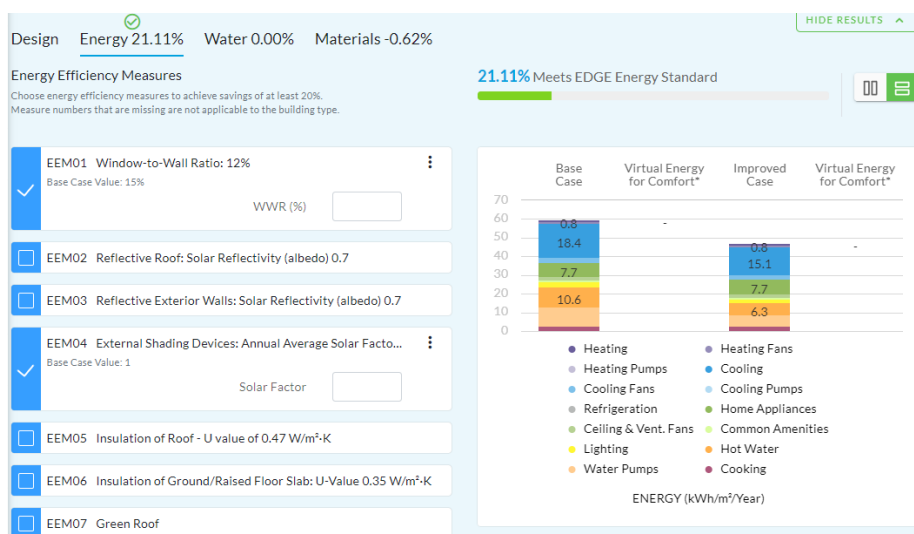 HIDE RESULTS
Design Energy 21.11% Water 0.00% Materials -0.62%
Energy Efficiency Measures
Choose energy efficiency measures to achieve savings of at least 20%.
Measure numbers that are missing are not applicable to the building type.
21.11% Meets EDGE Energy Standard
EEM01 Window-to-Wall Ratio: 12%
Base Case Value: 15%
WWR (%)
EEM02 Reflective Roof: Solar Reflectivity (albedo) 0.7
EEM03 Reflective Exterior Walls: Solar Reflectivity (albedo) 0.7
EEM04 External Shading Devices: Annual Average Solar Facto...
Base Case Value: 1
Solar Factor
EEM05 Insulation of Roof - U value of 0.47 W/m²·K
EEM06 Insulation of Ground/Raised Floor Slab: U-Value 0.35 W/m²·K
EEM07 Green Roof
Base Virtual Energy Improved Virtual Energy
Case for Comfort* Case for Comfort*
70
60
50
40
30
20
10
0
0.8 -
18.4
7.7
10.6
0.8 -
15.1
7.7
6.3
Heating Heating Fans
Heating Pumps Cooling
Cooling Fans Cooling Pumps
Refrigeration Home Appliances
Ceiling & Vent. Fans Common Amenities
Lighting Hot Water
Water Pumps Cooking
ENERGY (kWh/m²/Year)